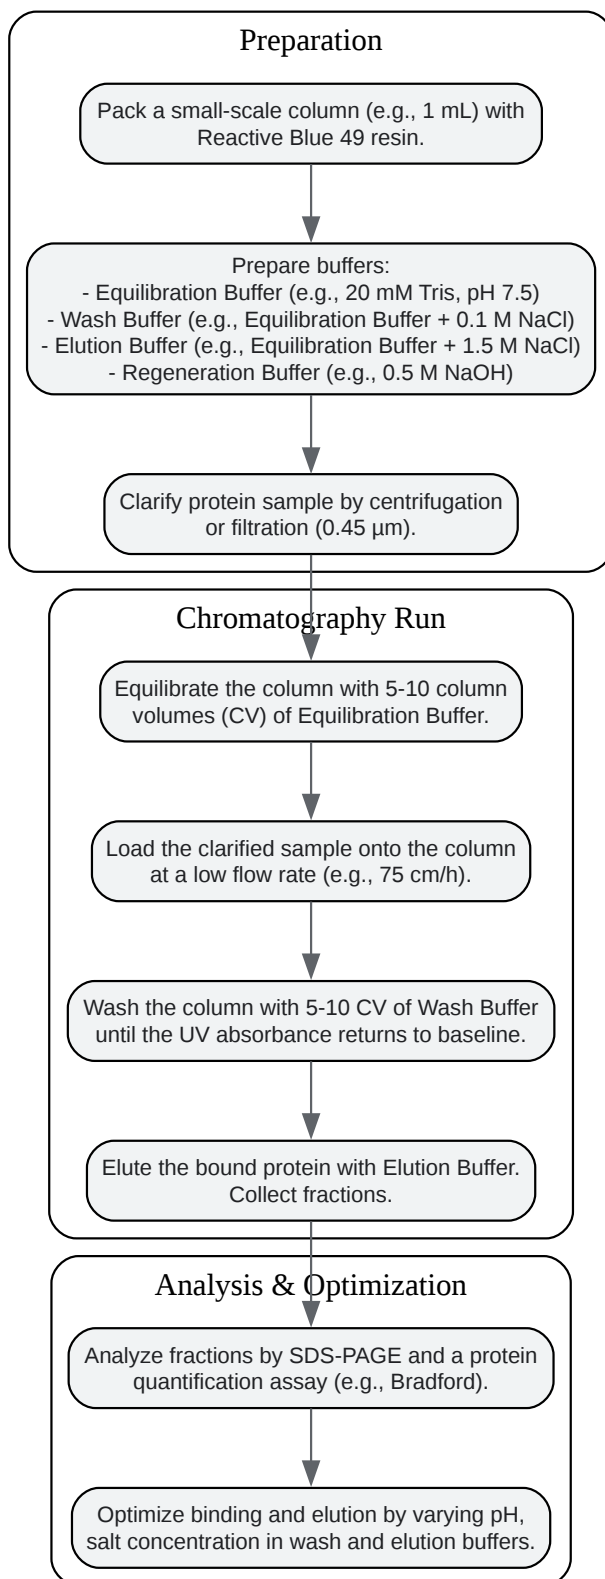 Preparation
Pack a small-scale column (e.g., 1 mL) with
Reactive Blue 49 resin.
Prepare buffers:
- Equilibration Buffer (e.g., 20 mM Tris, pH 7.5)
- Wash Buffer (e.g., Equilibration Buffer + 0.1 M NaCl)
- Elution Buffer (e.g., Equilibration Buffer + 1.5 M NaCl)
- Regeneration Buffer (e.g., 0.5 M NaOH)
Clarify protein sample by centrifugation
or filtration (0.45 µm).
Chromatography Run
Equilibrate the column with 5-10 column
volumes (CV) of Equilibration Buffer.
Load the clarified sample onto the column
at a low flow rate (e.g., 75 cm/h).
Wash the column with 5-10 CV of Wash Buffer
until the UV absorbance returns to baseline.
Elute the bound protein with Elution Buffer.
Collect fractions.
Analysis & Optimization
Analyze fractions by SDS-PAGE and a protein
quantification assay (e.g., Bradford).
Optimize binding and elution by varying pH,
salt concentration in wash and elution buffers.